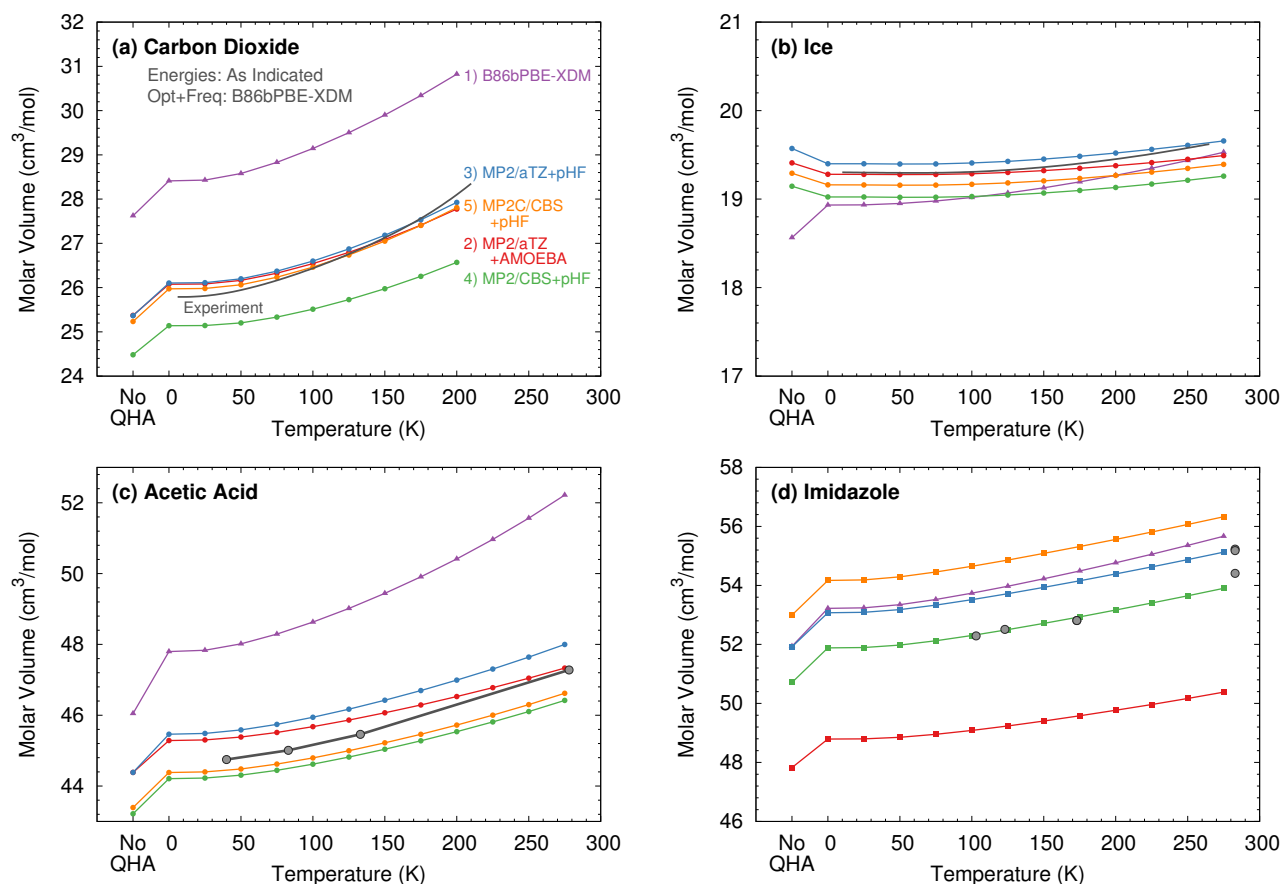 (a) Carbon Dioxide
Energies: As Indicated
Opt+Freq: B86bPBE-XDM
1) B86bPBE-XDM
3) MP2/aTZ+pHF
5) MP2C/CBS
+pHF
2) MP2/aTZ
+AMOEBA
4) MP2/CBS+pHF
Experiment
Molar Volume (cm³/mol)
32
31
30
29
28
27
26
25
24
No
QHA
0
50
100
150
200
250
300
Temperature (K)
(b) Ice
Molar Volume (cm³/mol)
21
20
19
18
17
No
QHA
0
50
100
150
200
250
300
Temperature (K)
(c) Acetic Acid
Molar Volume (cm³/mol)
52
50
48
46
44
No
QHA
0
50
100
150
200
250
300
Temperature (K)
(d) Imidazole
Molar Volume (cm³/mol)
58
56
54
52
50
48
46
No
QHA
0
50
100
150
200
250
300
Temperature (K)